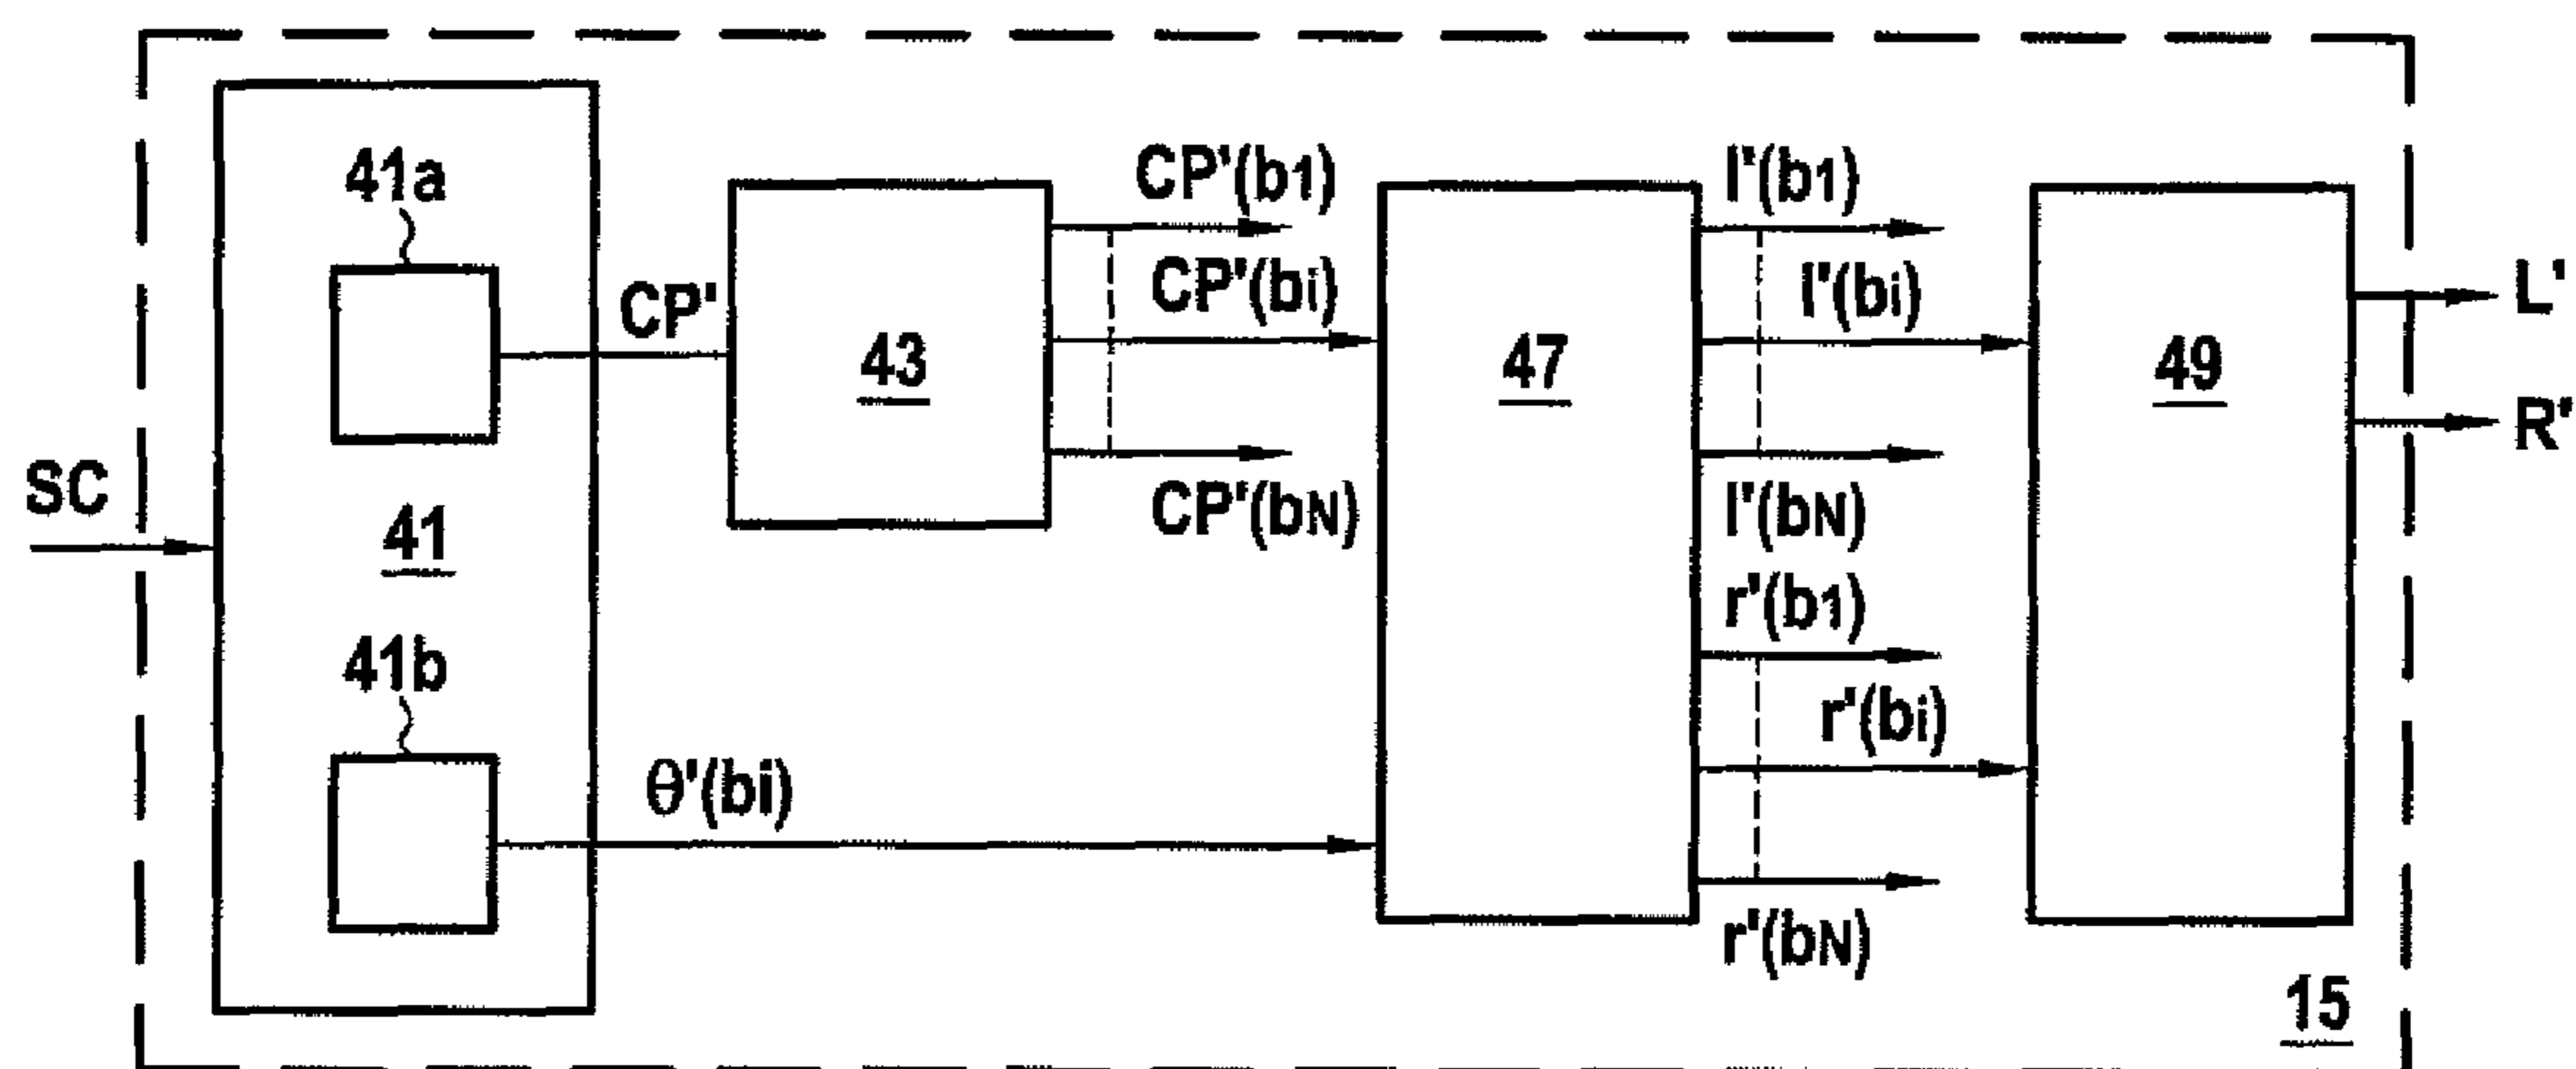 SC
41a
41
41b
CP'
θ'(bi)
43
CP'(b1)
CP'(bi)
CP'(bN)
47
l'(b1)
l'(bi)
l'(bN)
r'(b1)
r'(bi)
r'(bN)
49
L'
R'
15